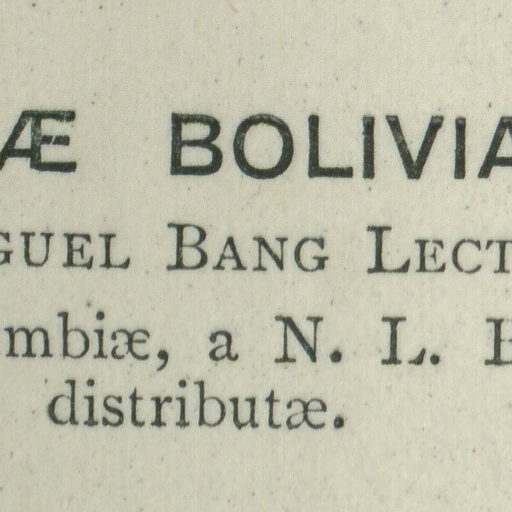 Æ BOLIVIA
GUEL BANG LECT
mbiæ, a N. L. B
distributæ.